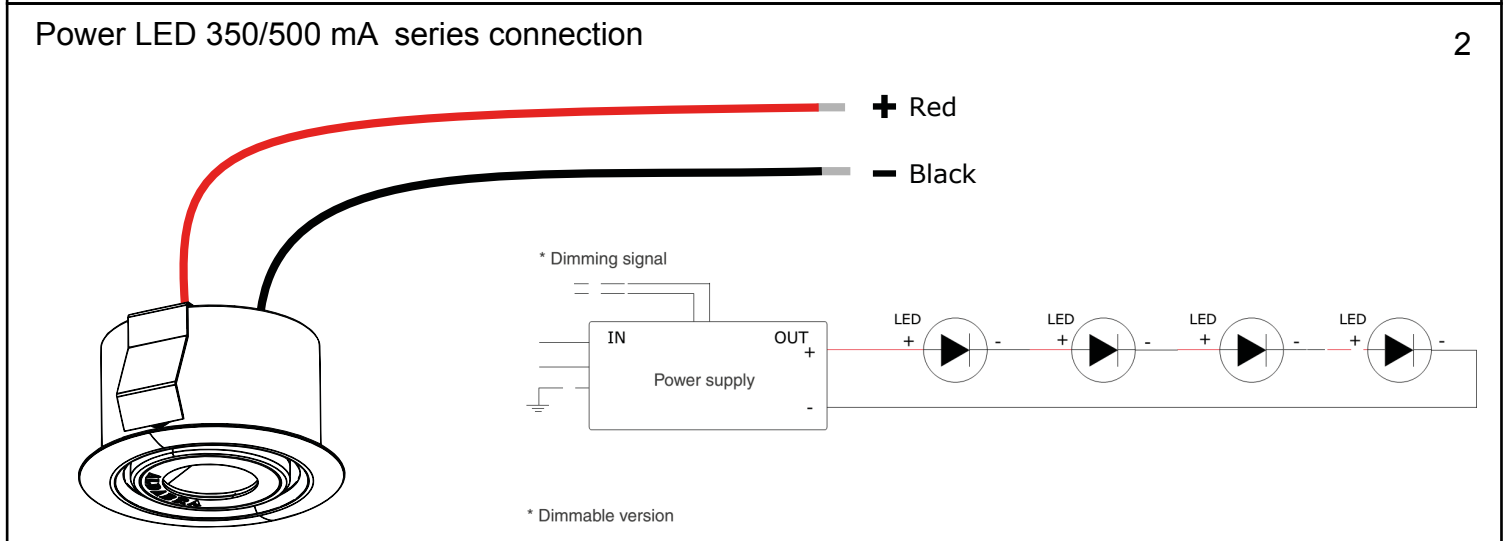 Power LED 350/500 mA series connection
2
+ Red
- Black
* Dimming signal
IN
OUT
+
-
Power supply
LED
+
-
LED
+
-
LED
+
-
LED
+
-
* Dimmable version